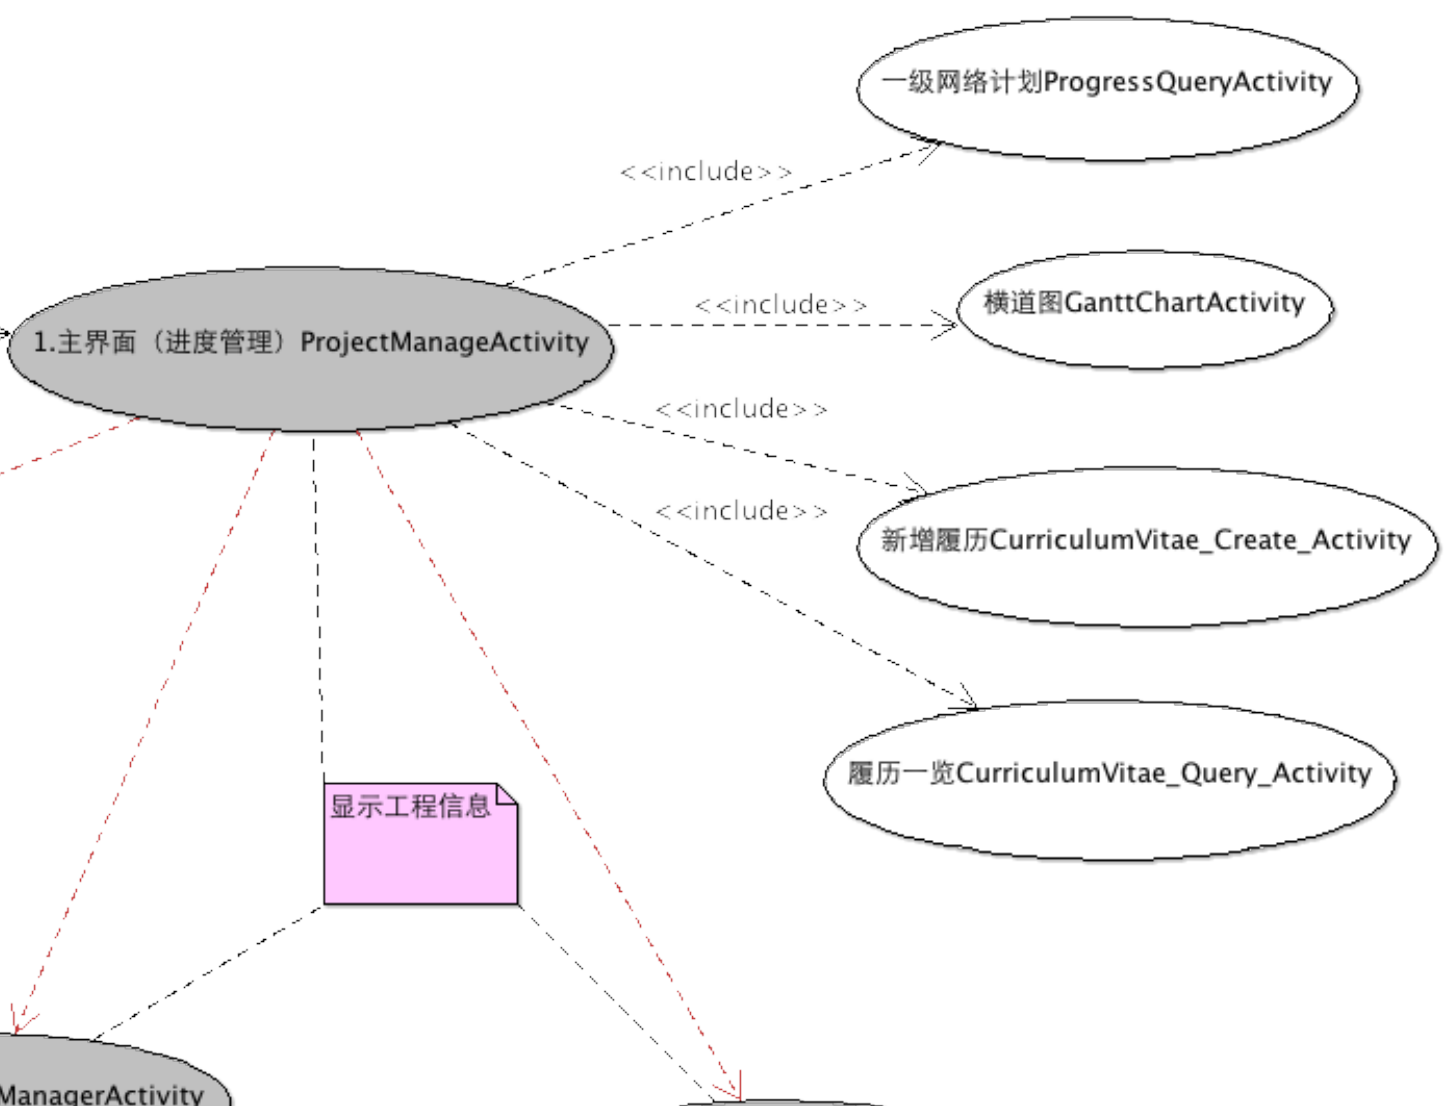 一级网络计划ProgressQueryActivity
<<include>>
横道图GanttChartActivity
<<include>>
1.主界面（进度管理）ProjectManageActivity
<<include>>
<<include>>
新增履历CurriculumVitae_Create_Activity
履历一览CurriculumVitae_Query_Activity
显示工程信息
ManagerActivity